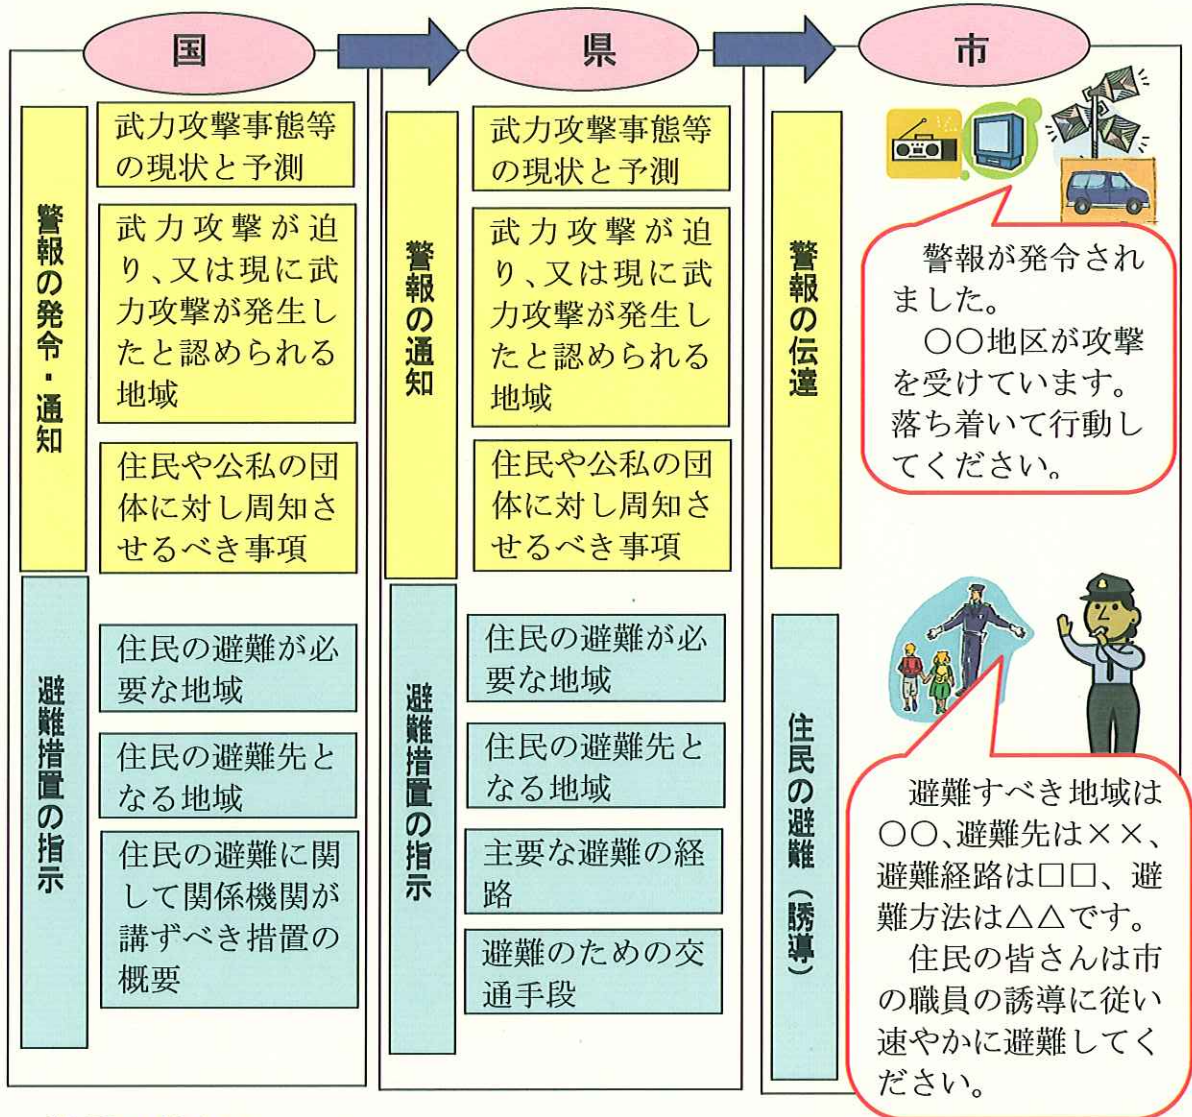 国
県
市
警報の発令・通知
武力攻撃事態等
の現状と予測
武力攻撃が迫
り、又は現に武
力攻撃が発生し
たと認められる
地域
住民や公私の団
体に対し周知さ
せるべき事項
避難措置の指示
住民の避難が必
要な地域
住民の避難先と
なる地域
住民の避難に関
して関係機関が
講ずべき措置の
概要
警報の通知
武力攻撃事態等
の現状と予測
武力攻撃が迫
り、又は現に武
力攻撃が発生し
たと認められる
地域
住民や公私の団
体に対し周知さ
せるべき事項
避難措置の指示
住民の避難が必
要な地域
住民の避難先と
なる地域
主要な避難の経
路
避難のための交
通手段
警報の伝達
警報が発令され
ました。
〇〇地区が攻撃
を受けています。
落ち着いて行動し
てください。
住民の避難（誘導）
避難すべき地域は
〇〇、避難先は××、
避難経路は□□、避
難方法は△△です。
住民の皆さんは市
の職員の誘導に従い
速やかに避難してく
ださい。